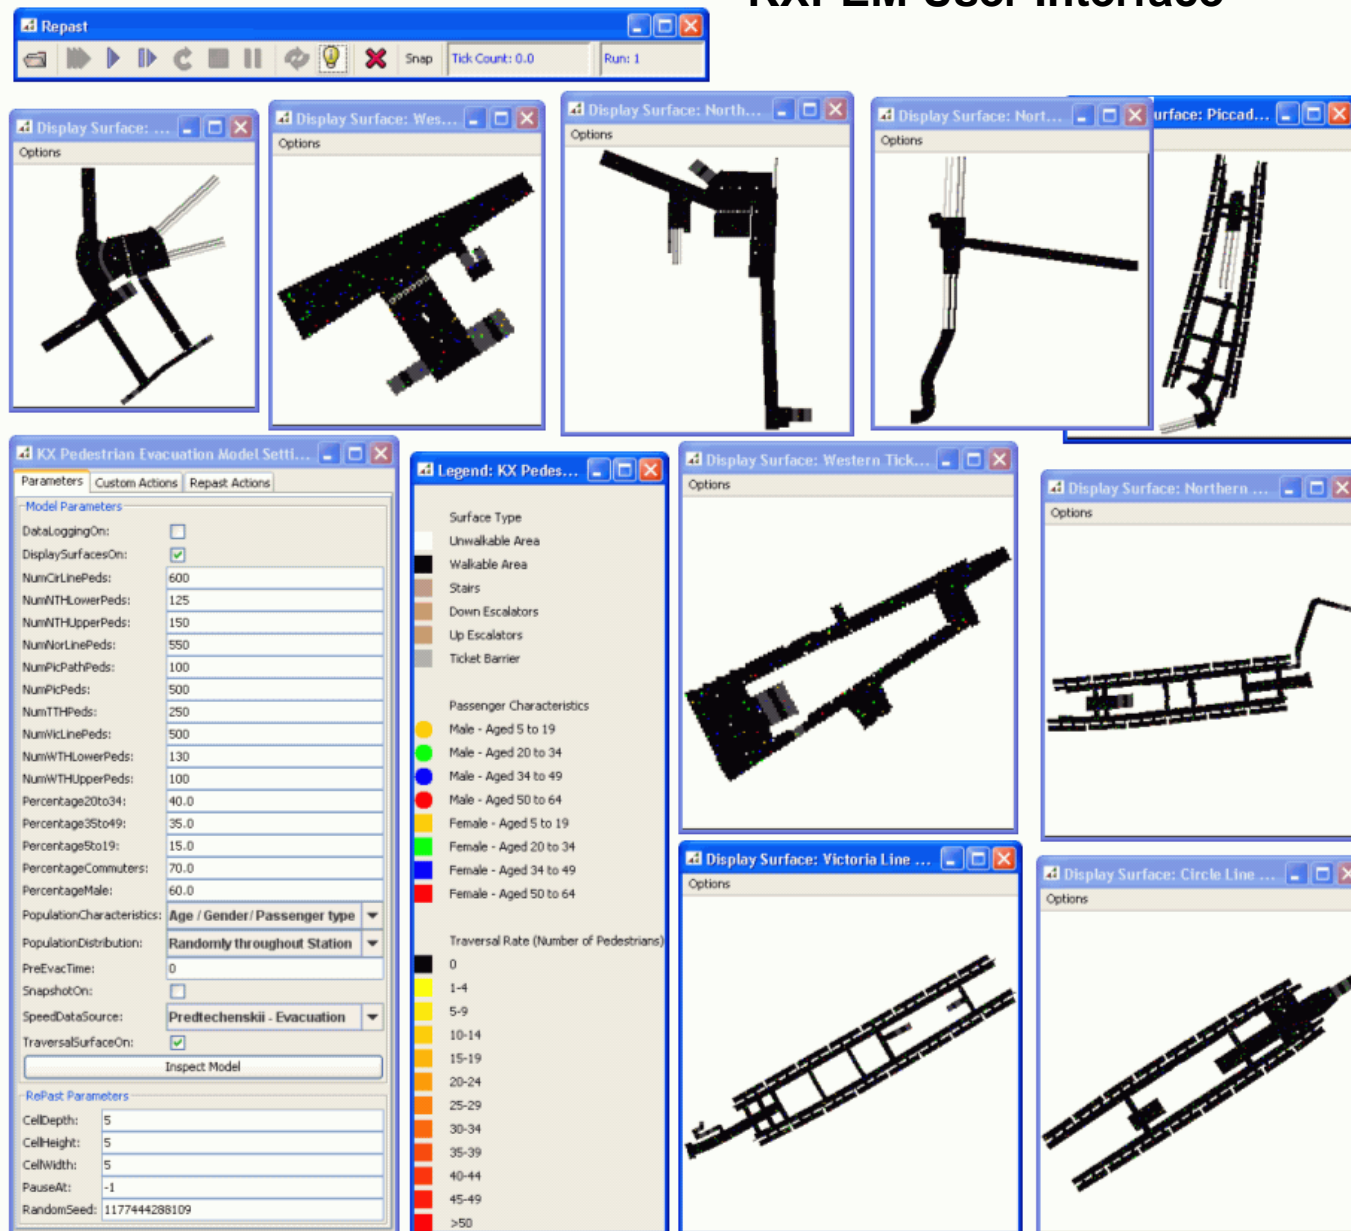 KXPEM User Interface
Repast
Snap
Tick Count: 0.0
Run: 1
Display Surface: ...
Options
Display Surface: Wes...
Options
Display Surface: North...
Options
Display Surface: Nort...
Options
urface: Piccad...
KX Pedestrian Evacuation Model Setti...
Parameters Custom Actions Repast Actions
Model Parameters
DataLoggingOn:
DisplaySurfacesOn:
NumCirLinePeds: 600
NumNTHLowerPeds: 125
NumNTHUpperPeds: 150
NumNorLinePeds: 550
NumPicPathPeds: 100
NumPicPeds: 500
NumTTHPeds: 250
NumVicLinePeds: 500
NumWTHLowerPeds: 130
NumWTHUpperPeds: 100
Percentage20to34: 40.0
Percentage35to49: 35.0
Percentage5to19: 15.0
PercentageCommuters: 70.0
PercentageMale: 60.0
PopulationCharacteristics: Age / Gender/ Passenger type
PopulationDistribution: Randomly throughout Station
PreEvacTime: 0
SnapshotOn:
SpeedDataSource: Predtechenskii - Evacuation
TraversalSurfaceOn:
Inspect Model
RePast Parameters
CellDepth: 5
CellHeight: 5
CellWidth: 5
PauseAt: -1
RandomSeed: 1177444288109
Legend: KX Pedes...
Surface Type
Unwalkable Area
Walkable Area
Stairs
Down Escalators
Up Escalators
Ticket Barrier
Passenger Characteristics
Male - Aged 5 to 19
Male - Aged 20 to 34
Male - Aged 34 to 49
Male - Aged 50 to 64
Female - Aged 5 to 19
Female - Aged 20 to 34
Female - Aged 34 to 49
Female - Aged 50 to 64
Traversal Rate (Number of Pedestrians)
0
1-4
5-9
10-14
15-19
20-24
25-29
30-34
35-39
40-44
45-49
>50
Display Surface: Western Tick...
Options
Display Surface: Northern ...
Options
Display Surface: Victoria Line ...
Options
Display Surface: Circle Line ...
Options